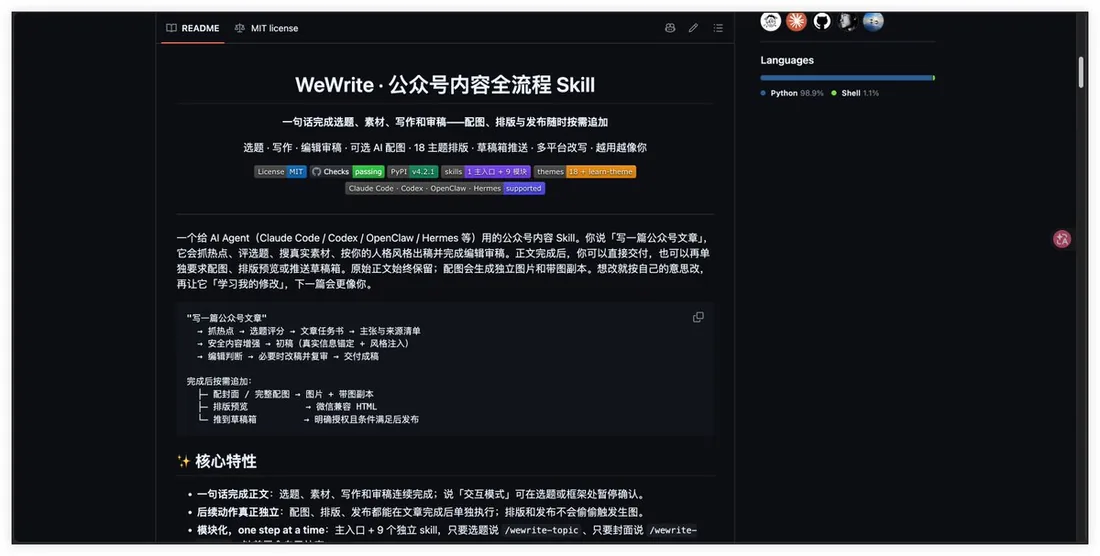 README
MIT license
WeWrite · 公众号内容全流程 Skill
一句话完成选题、素材、写作和审稿——配图、排版与发布随时按需追加
选题 · 写作 · 编辑审稿 · 可选 AI 配图 · 18 主题排版 · 草稿箱推送 · 多平台改写 · 越用越像你
License MIT Checks passing PyPI v4.2.1 skills 1 主入口 + 9 模块 themes 18 + learn-theme
Claude Code · Codex · OpenClaw · Hermes supported
一个给 AI Agent（Claude Code / Codex / OpenClaw / Hermes 等）用的公众号内容 Skill。你说「写一篇公众号文章」，
它会抓热点、评选题、搜真实素材、按你的人格风格出稿并完成编辑审稿。正文完成后，你可以直接交付，也可以再单
独要求配图、排版预览或推送草稿箱。原始正文始终保留；配图会生成独立图片和带图副本。想改就按自己的意思改，
再让它「学习我的修改」，下一篇会更像你。
"写一篇公众号文章"
→ 抓热点 → 选题评分 → 文章任务书 → 主张与来源清单
→ 安全内容增强 → 初稿（真实信息锚定 + 风格注入）
→ 编辑判断 → 必要时改稿并复审 → 交付成稿
完成后按需追加：
├─ 配封面 / 完整配图 → 图片 + 带图副本
├─ 排版预览 → 微信兼容 HTML
└─ 推到草稿箱 → 明确授权且条件满足后发布
✨ 核心特性
• 一句话完成正文：选题、素材、写作和审稿连续完成；说「交互模式」可在选题或框架处暂停确认。
• 后续动作真正独立：配图、排版、发布都能在文章完成后单独执行；排版和发布不会偷偷触发生图。
• 模块化，one step at a time：主入口 + 9 个独立 skill，只要选题说 /wewrite-topic 、只要封面说 /wewrite-
Languages
Python 98.9% Shell 1.1%